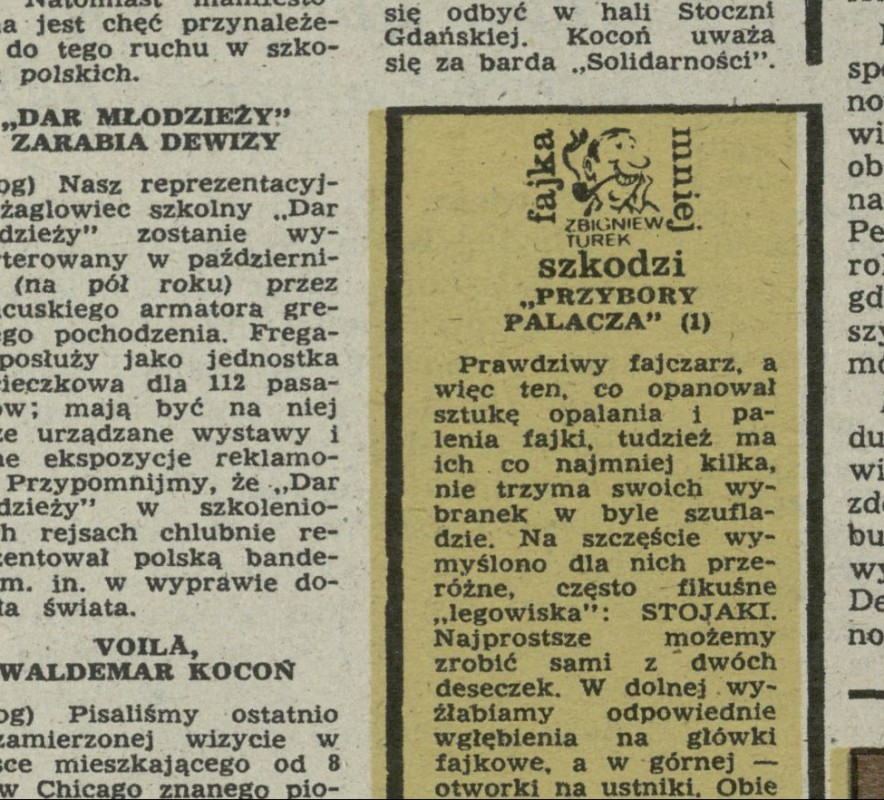 jest chęć przynależe-
do tego ruchu w szko-
polskich.
„DAR MŁODZIEŻY”
ZARABIA DEWIZY
Nasz reprezentacyj-
żaglowiec szkolny „Dar
dzieży” zostanie wy-
terowany w październi-
(na pół roku) przez
cuskiego armatora gre-
ego pochodzenia. Frega-
posłuży jako jednostka
ieczkowa dla 112 pasa-
ów; mają być na niej
że urządzane wystawy i
ne ekspozycje reklamo-
Przypomnijmy, że „Dar
dzieży” w szkolenio-
h rejsach chlubnie re-
zentował polską bande-
m. in. w wyprawie do-
ta świata.
VOILA,
WALDEMAR KOCOŃ
og) Pisaliśmy ostatnio
zamierzonej wizycie w
sce mieszkającego od 8
w Chicago znanego pio-
się odbyć w hali Stoczni
Gdańskiej. Kocoń uważa
się za barda „Solidarności”.
fajka
mniej
ZBIGNIEW
TUREK
szkodzi
„PRZYBORY
PALACZA” (1)
Prawdziwy fajczarz, a
więc ten, co opanował
sztukę opalania i pa-
lenia fajki, tudzież ma
ich co najmniej kilka,
nie trzyma swoich wy-
branek w byle szufla-
dzie. Na szczęście wy-
myślono dla nich prze-
różne, często fikuśne
„legowiska”: STOJAKI.
Najprostsze możemy
zrobić sami z dwóch
deseczek. W dolnej wy-
żłabiamy odpowiednie
wgłębienia na główki
fajkowe, a w górnej —
otworki na ustniki. Obie